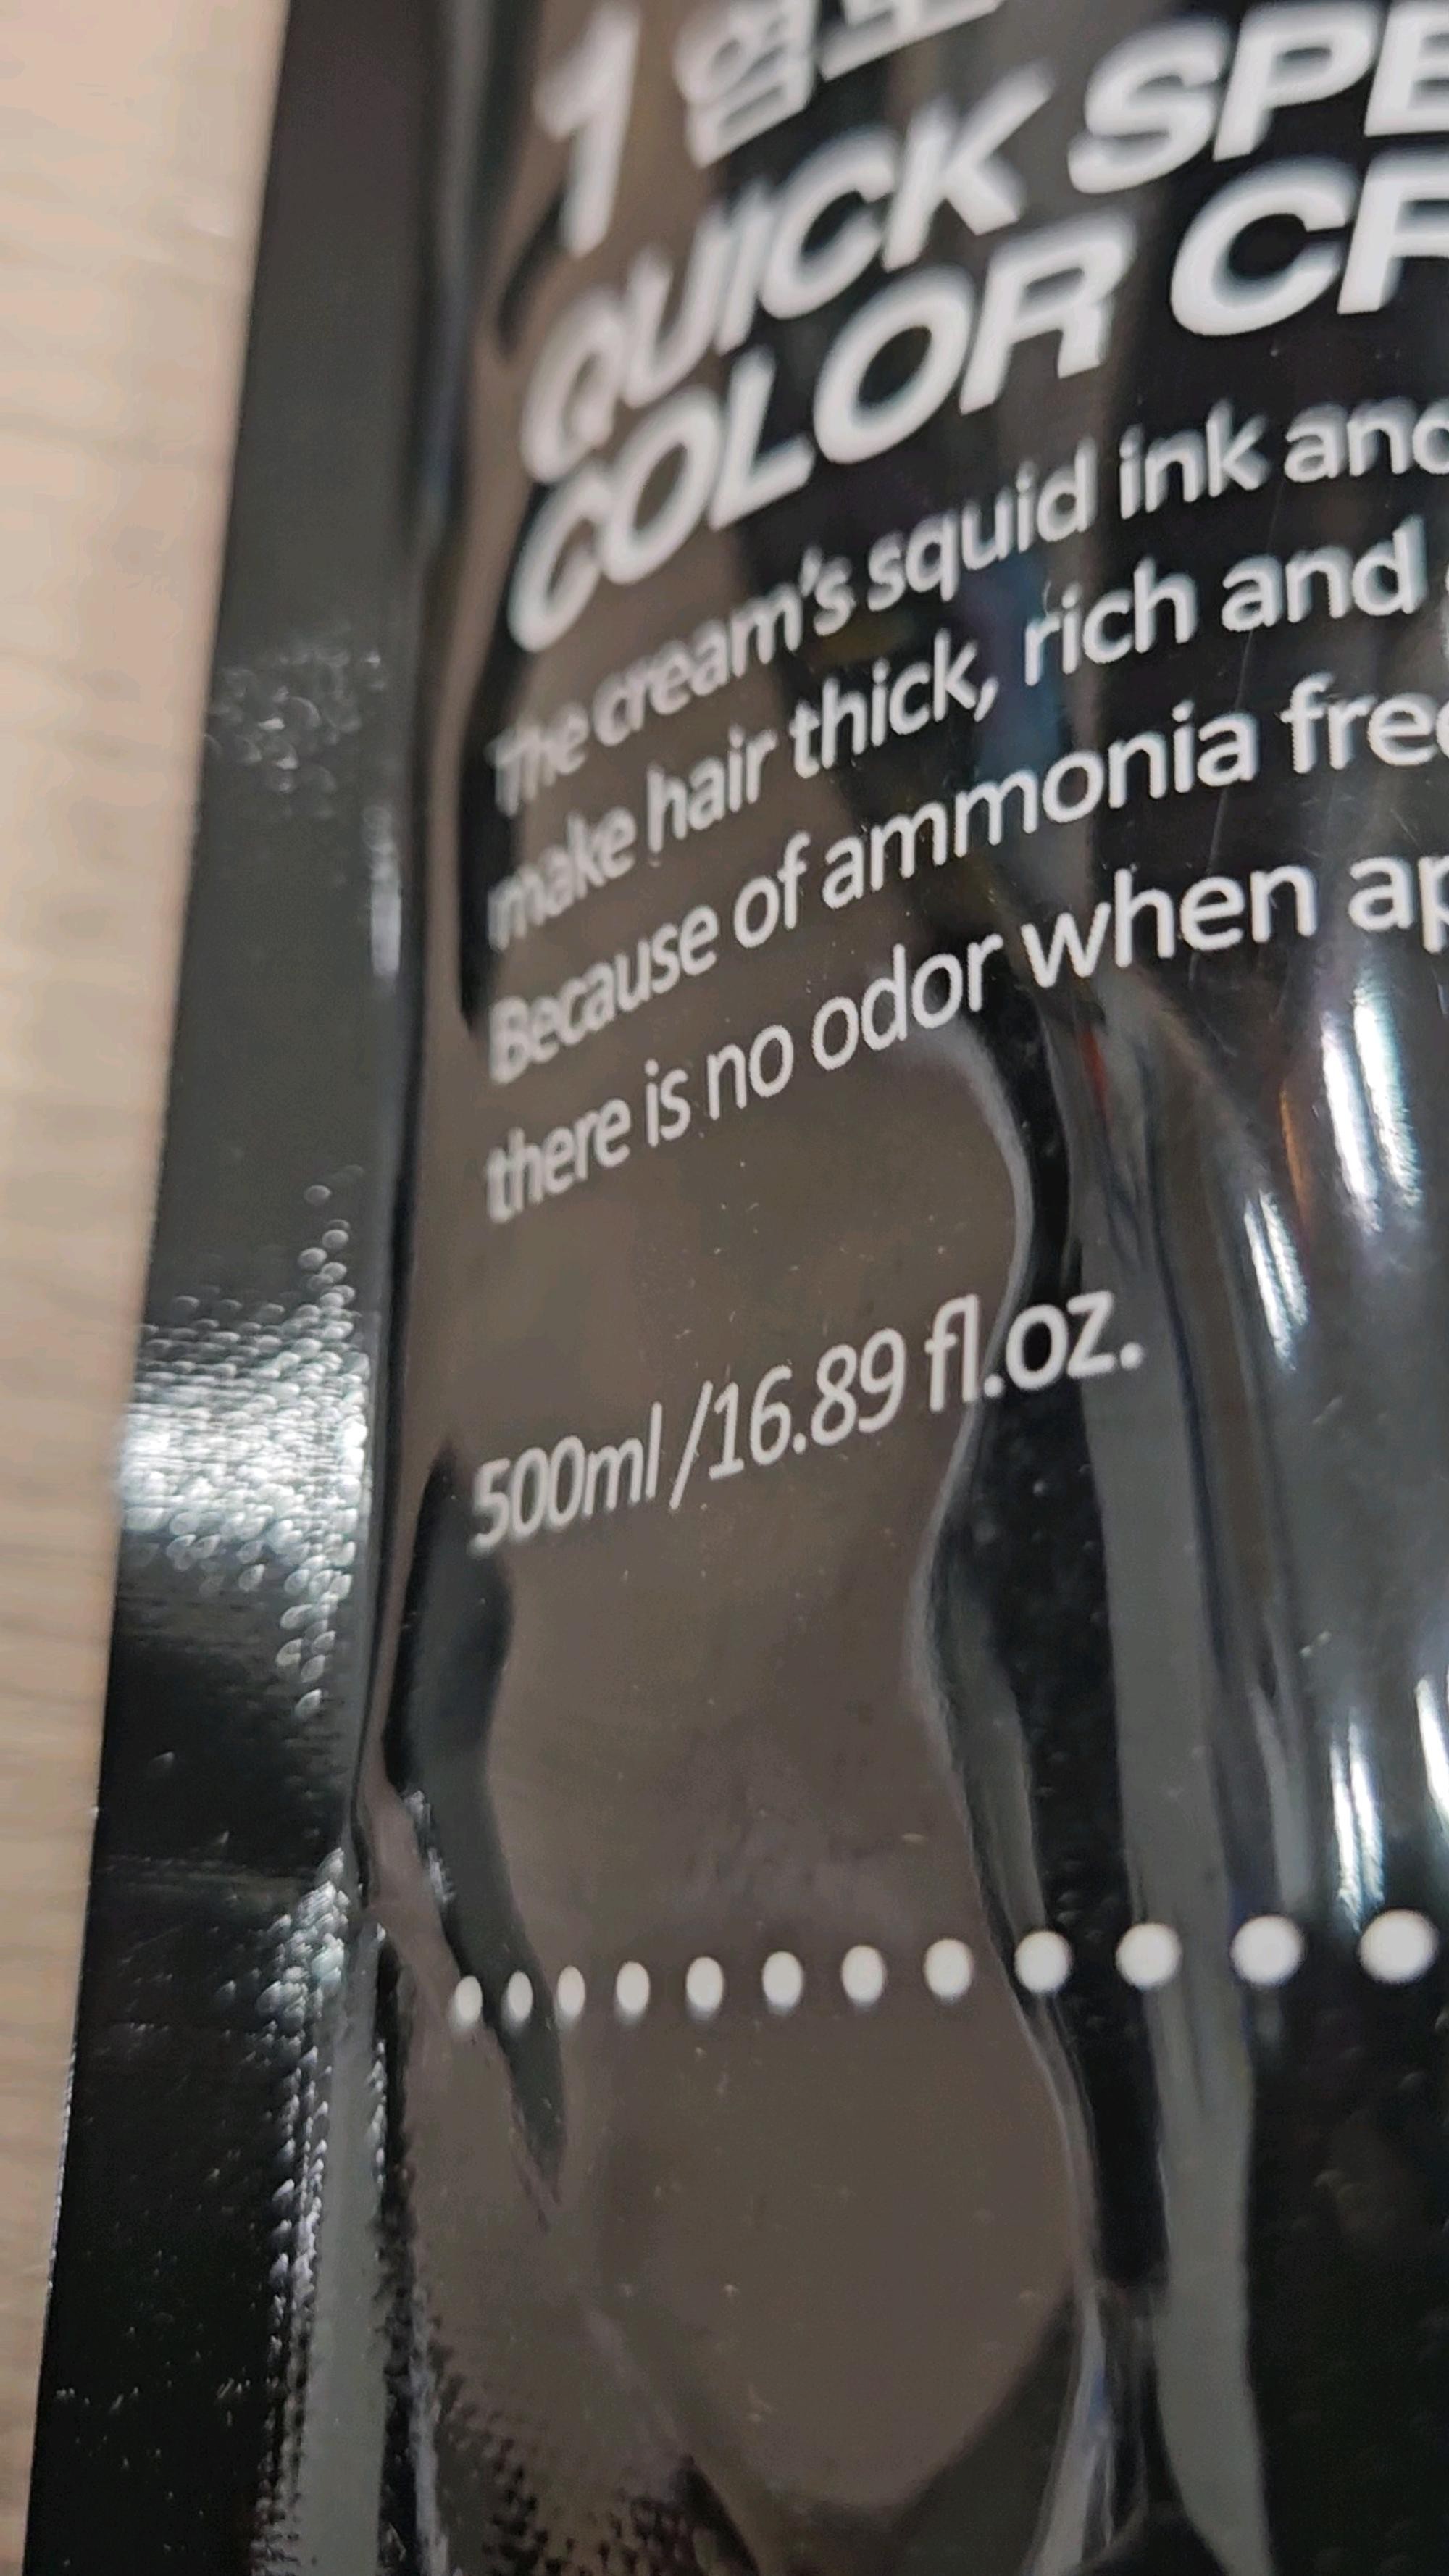 1
QUICK SPE
COLOR CR
The cream's squid ink and
make hair thick, rich and
Because of ammonia free
there is no odor when ap
500ml /16.89 fl.oz.